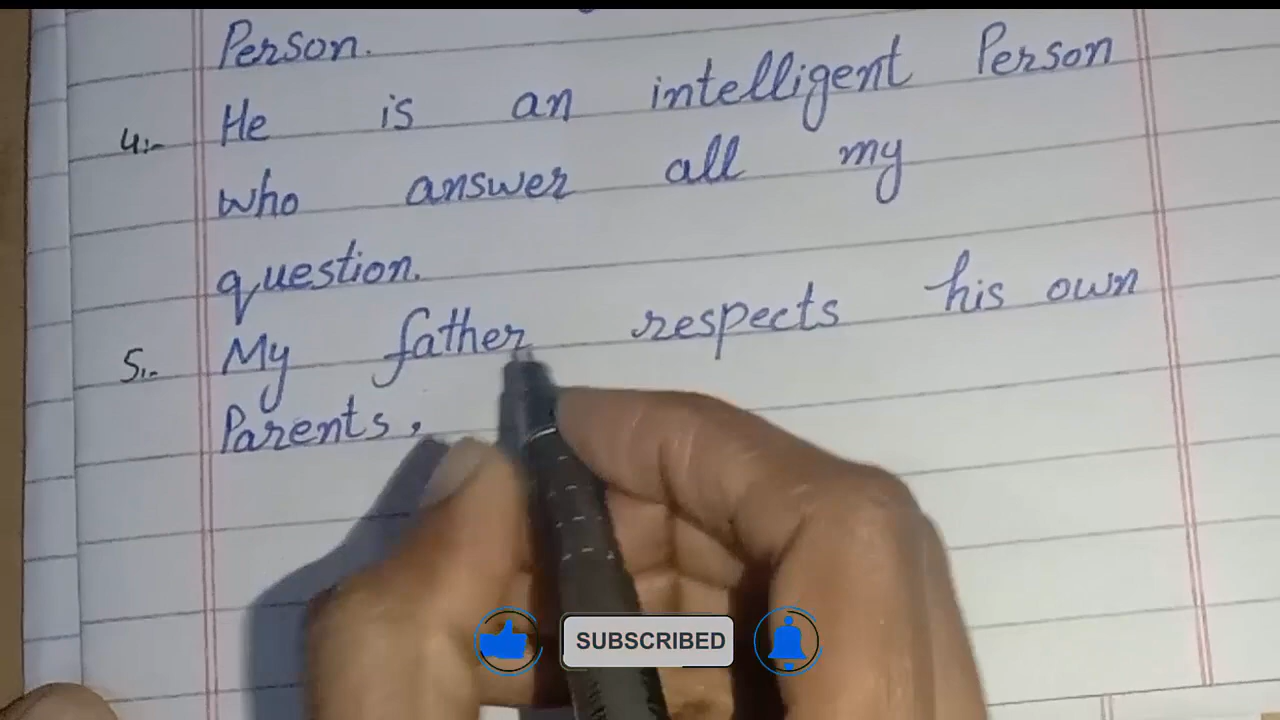 Person.
4:- He is an intelligent Person
who answer all my
question.
5:- My father respects his own
Parents,
SUBSCRIBED